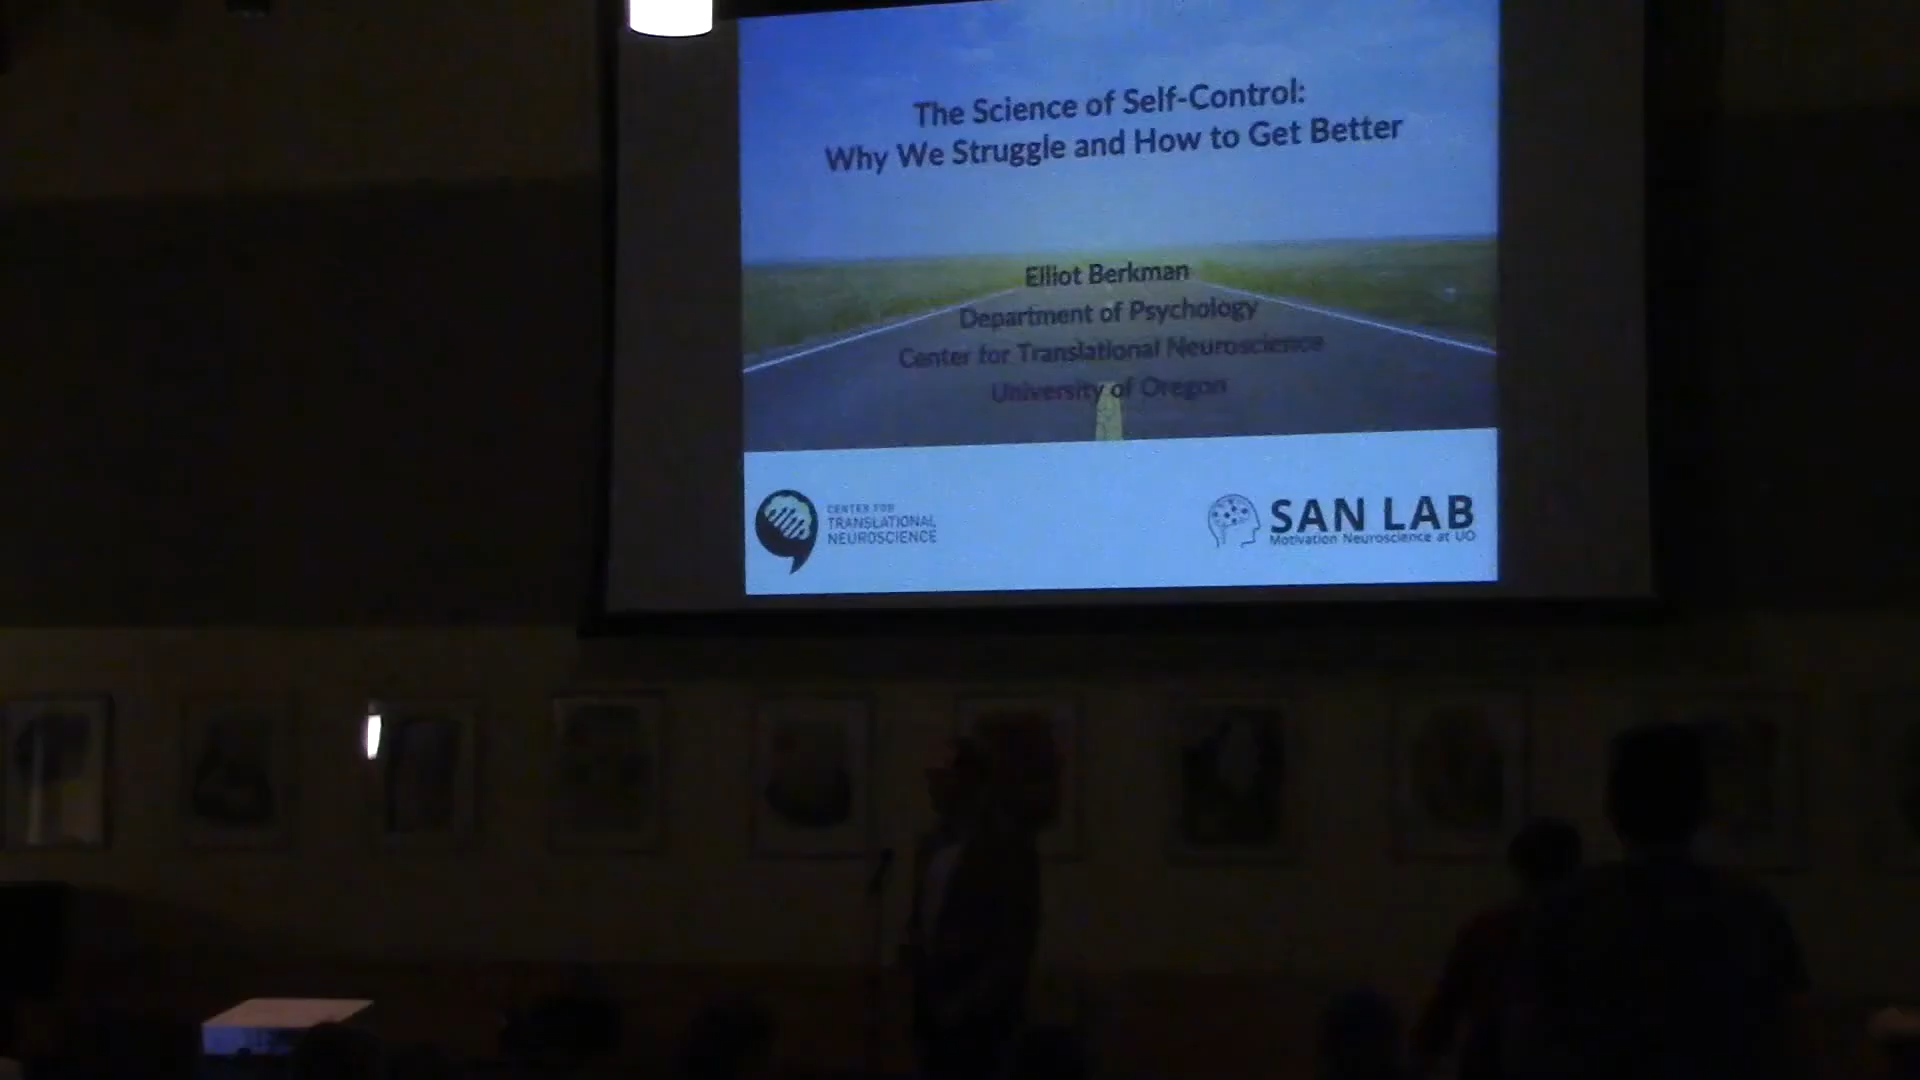 The Science of Self-Control:
Why We Struggle and How to Get Better
Elliot Berkman
Department of Psychology
Center for Translational Neuroscience
University of Oregon
CENTER FOR
TRANSLATIONAL
NEUROSCIENCE
SAN LAB
Motivation Neuroscience at UO